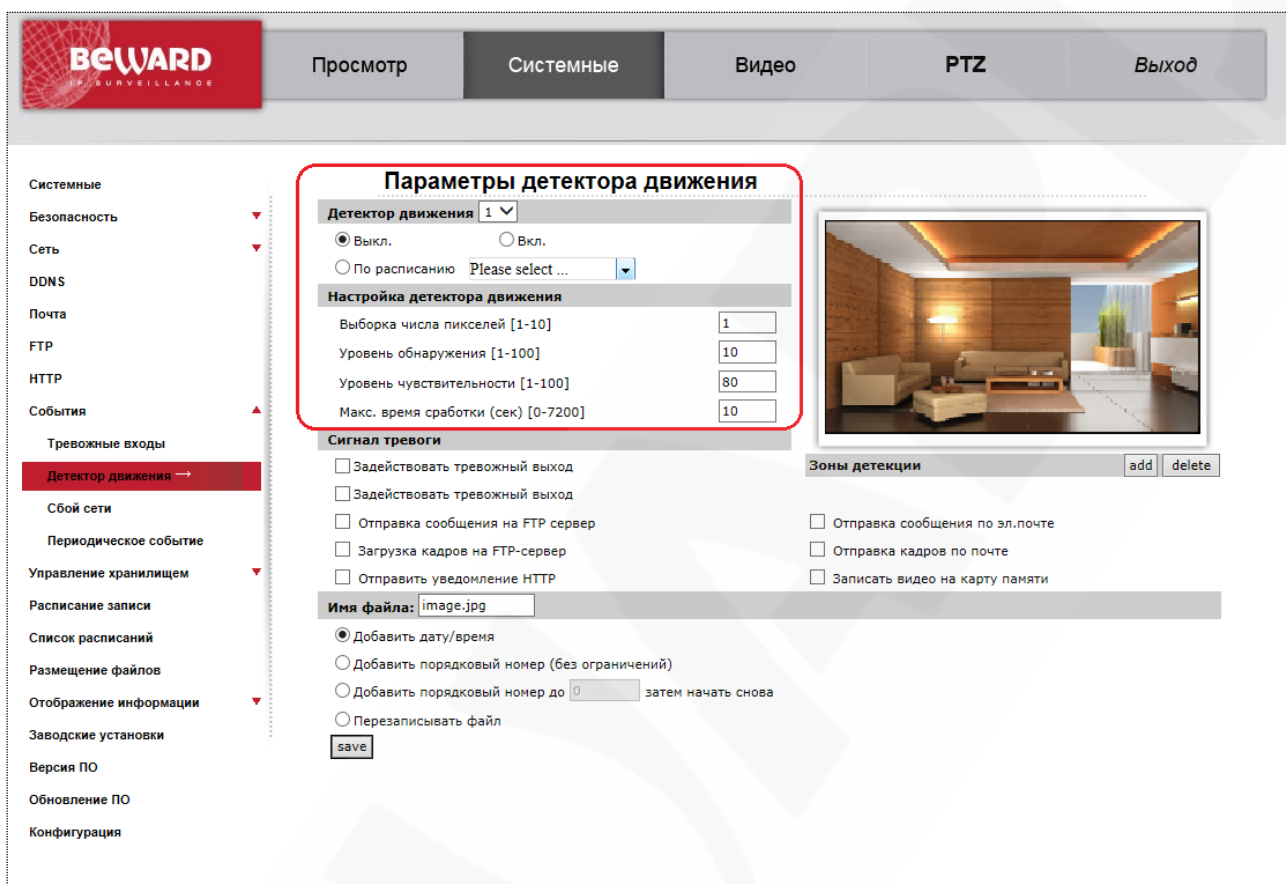 BEWARD
IP SURVEILLANCE
Просмотр
Системные
Видео
PTZ
Выход
Системные
Безопасность
Сеть
DDNS
Почта
FTP
HTTP
События
Тревожные входы
Детектор движения →
Сбой сети
Периодическое событие
Управление хранилищем
Расписание записи
Список расписаний
Размещение файлов
Отображение информации
Заводские установки
Версия ПО
Обновление ПО
Конфигурация
Параметры детектора движения
Детектор движения 1
Выкл. Вкл.
По расписанию Please select ...
Настройка детектора движения
Выборка числа пикселей [1-10] 1
Уровень обнаружения [1-100] 10
Уровень чувствительности [1-100] 80
Макс. время сработки (сек) [0-7200] 10
Сигнал тревоги
Задействовать тревожный выход
Задействовать тревожный выход
Отправка сообщения на FTP сервер
Загрузка кадров на FTP-сервер
Отправить уведомление HTTP
Зоны детекции add delete
Отправка сообщения по эл.почте
Отправка кадров по почте
Записать видео на карту памяти
Имя файла: image.jpg
Добавить дату/время
Добавить порядковый номер (без ограничений)
Добавить порядковый номер до 0 затем начать снова
Перезаписывать файл
save